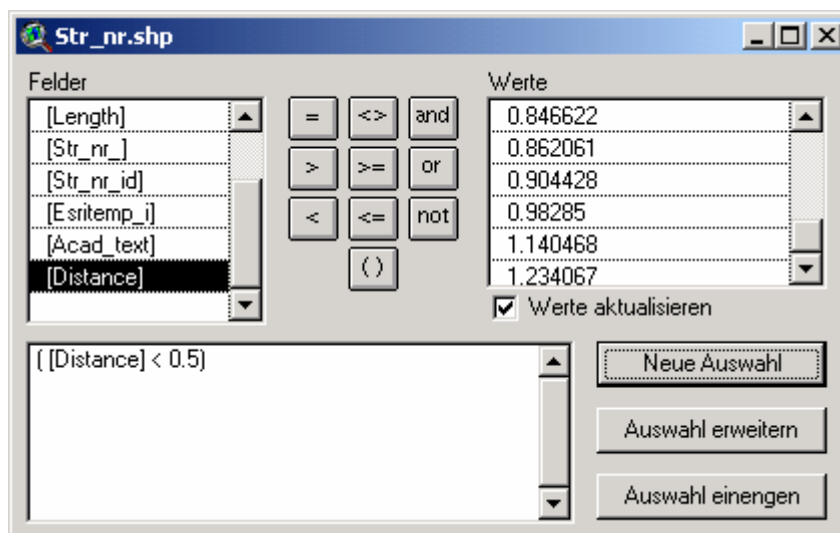 Str_nr.shp
Felder
[Length]
[Str_nr_]
[Str_nr_id]
[Esritemp_i]
[Acad_text]
[Distance]
= <> and
> >= or
< <= not
( )
Werte
0.846622
0.862061
0.904428
0.98285
1.140468
1.234067
Werte aktualisieren
( [Distance] < 0.5)
Neue Auswahl
Auswahl erweitern
Auswahl einengen